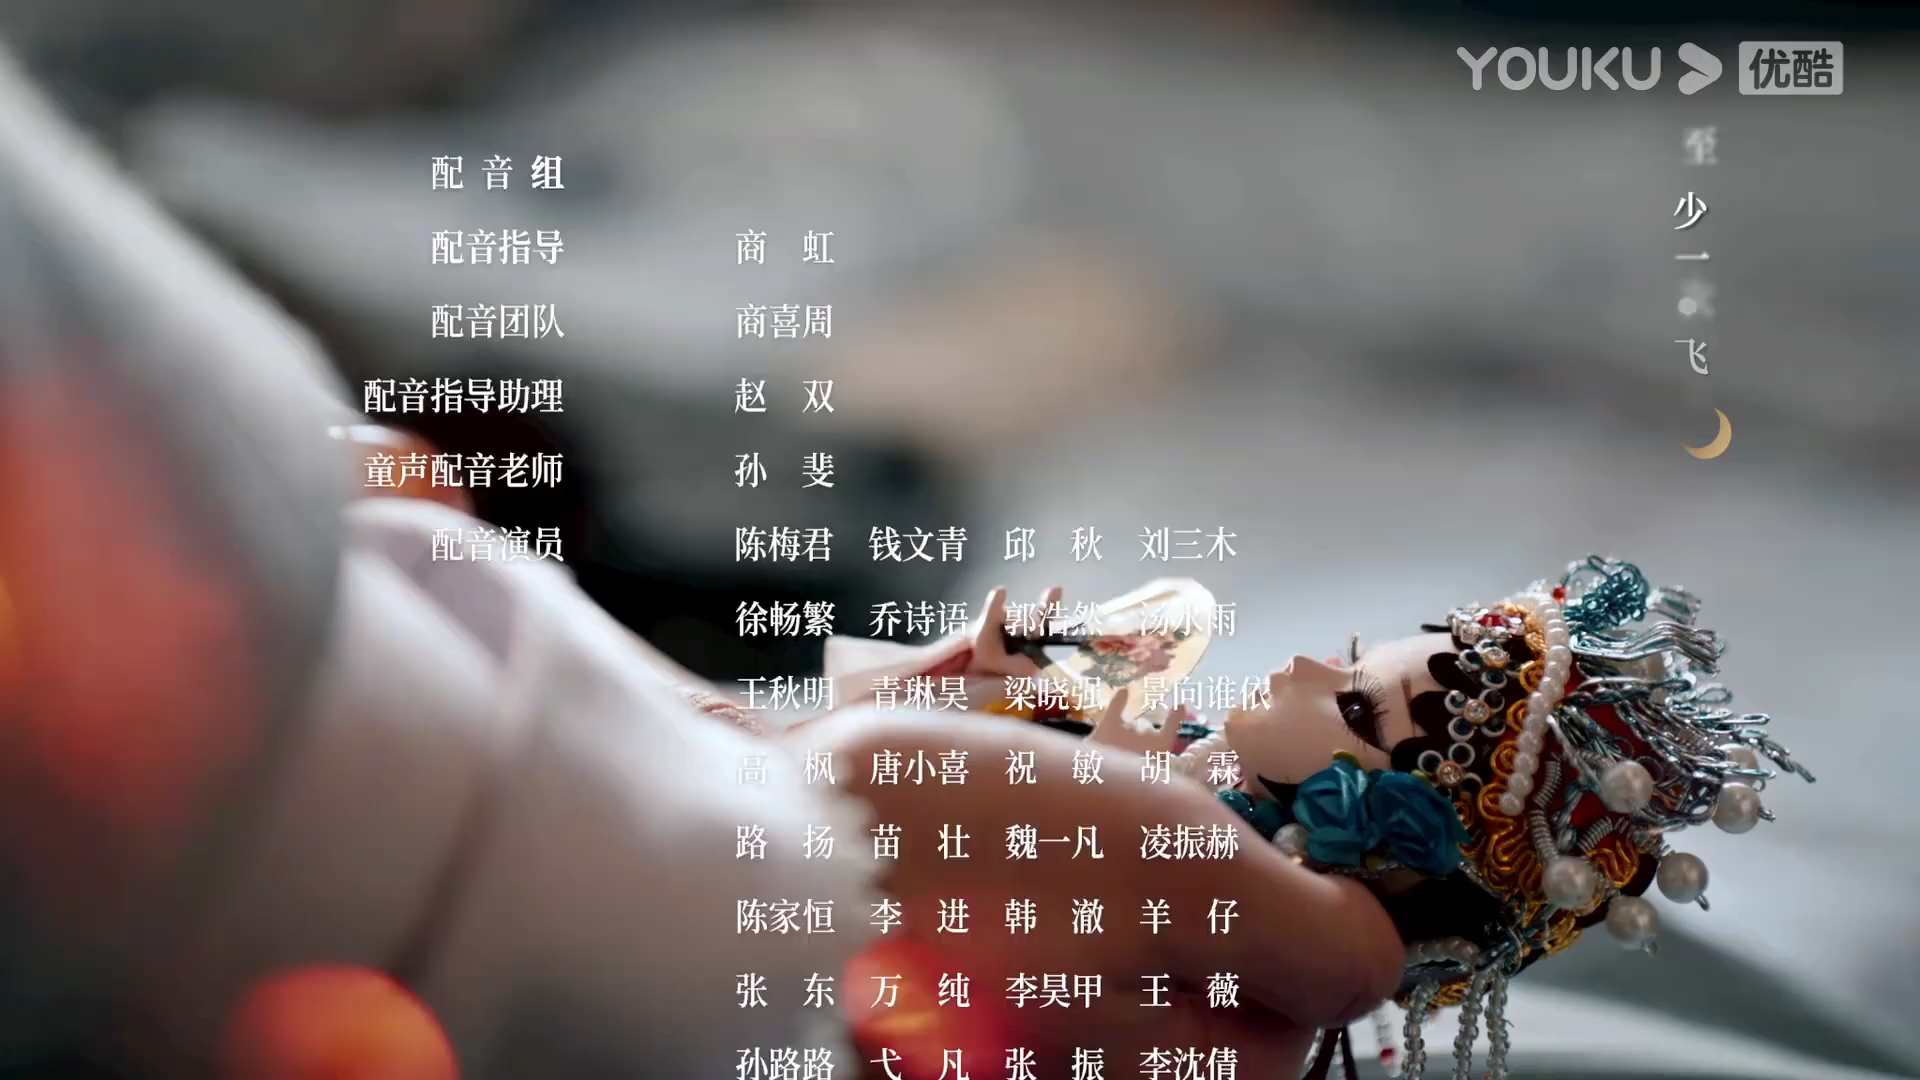 YOUKU 优酷
配 音 组
配音指导 商 虹
配音团队 商喜周
配音指导助理 赵 双
童声配音老师 孙 斐
配音演员 陈梅君 钱文青 邱 秋 刘三木
徐畅繁 乔诗语 郭浩然 汤水雨
王秋明 青琳昊 梁晓强 景向谁依
高 枫 唐小喜 祝 敏 胡 霖
路 扬 苗 壮 魏一凡 凌振赫
陈家恒 李 进 韩 澈 羊 仔
张 东 万 纯 李昊甲 王 薇
孙路路 弋 凡 张 振 李沈倩
至少一
飞